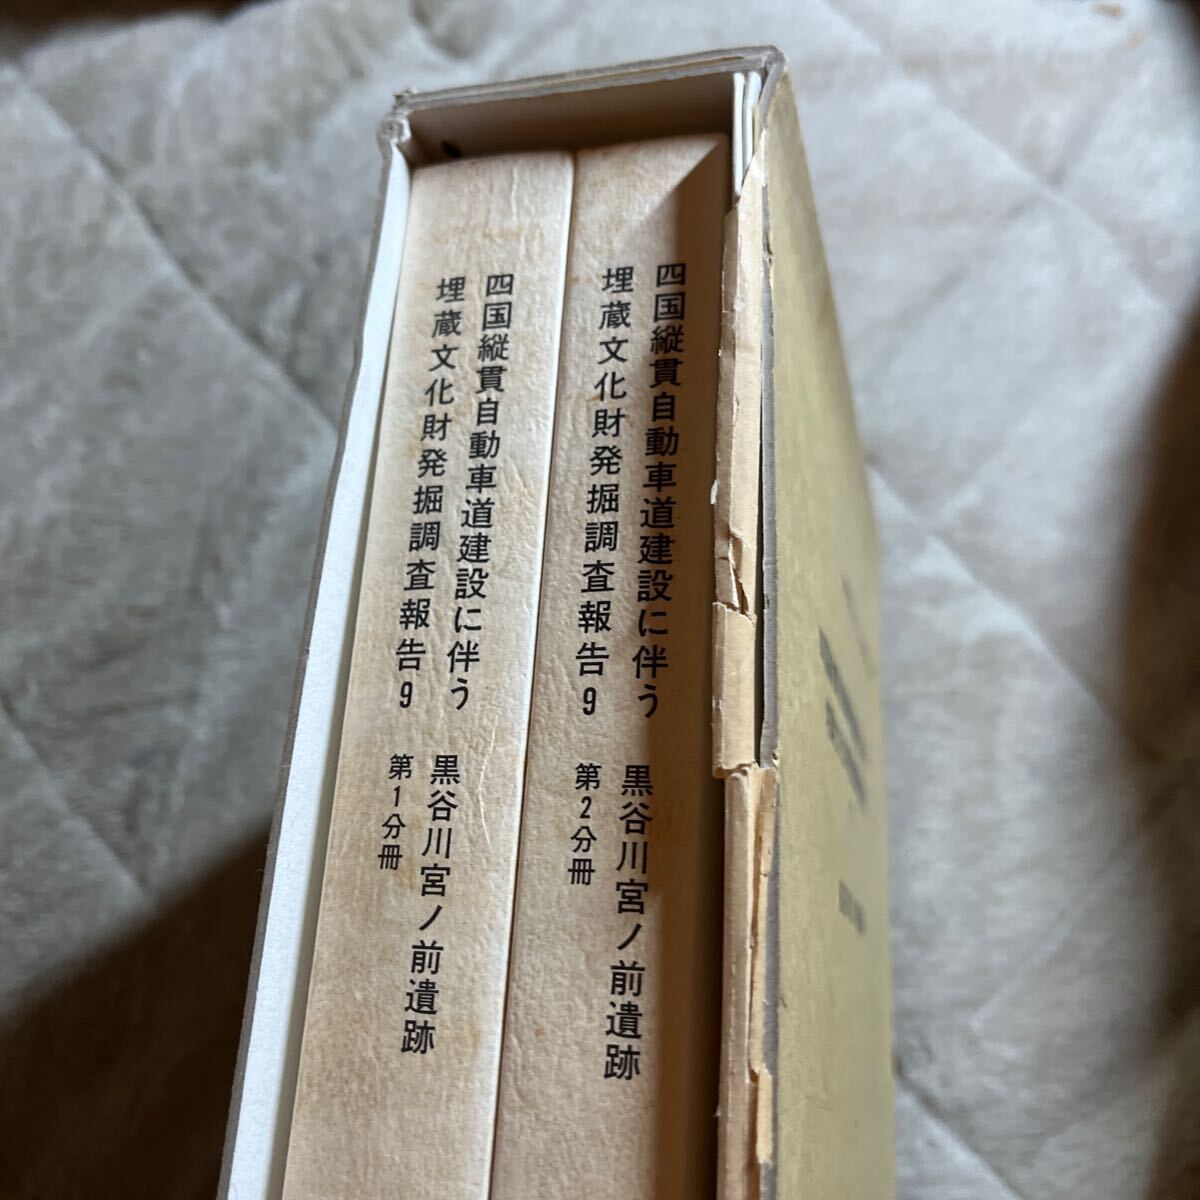 四国縦貫自動車道建設に伴う
埋蔵文化財発掘調査報告9
黒谷川宮ノ前遺跡
第2分冊
四国縦貫自動車道建設に伴う
埋蔵文化財発掘調査報告9
黒谷川宮ノ前遺跡
第1分冊